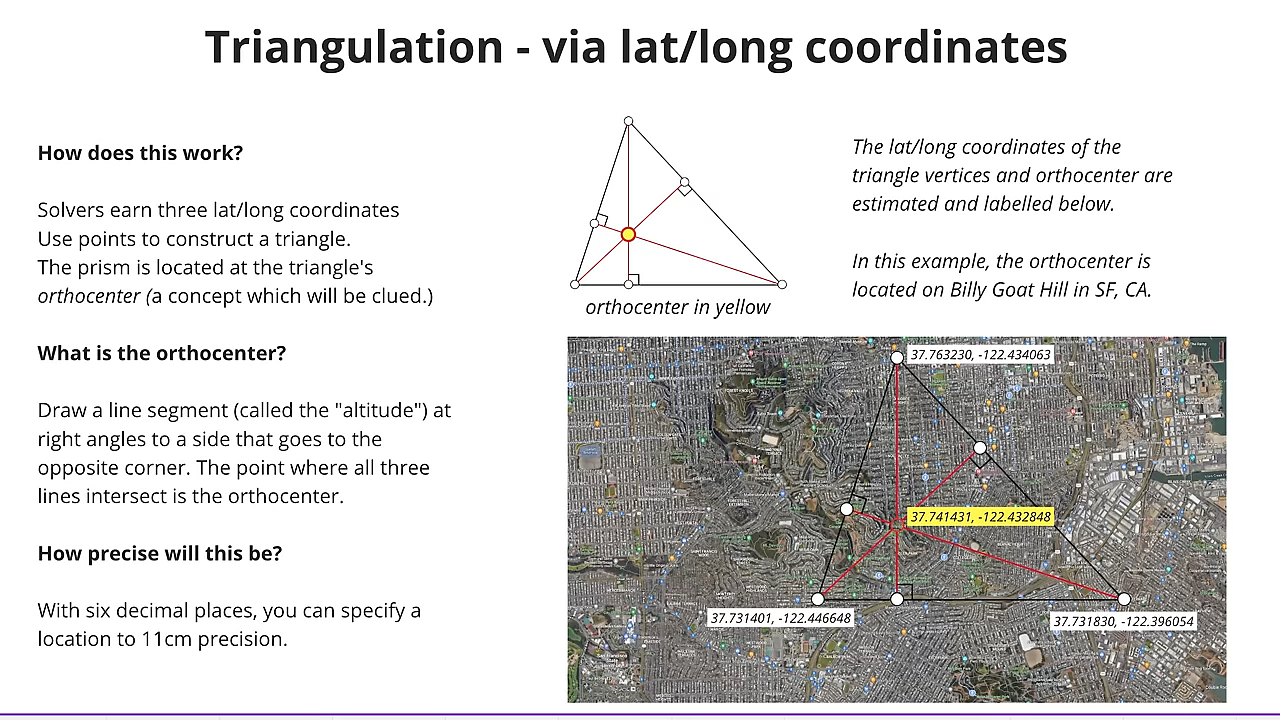 Triangulation - via lat/long coordinates
How does this work?
Solvers earn three lat/long coordinates
Use points to construct a triangle.
The prism is located at the triangle's
orthocenter (a concept which will be clued.)
What is the orthocenter?
Draw a line segment (called the "altitude") at
right angles to a side that goes to the
opposite corner. The point where all three
lines intersect is the orthocenter.
How precise will this be?
With six decimal places, you can specify a
location to 11cm precision.
orthocenter in yellow
The lat/long coordinates of the
triangle vertices and orthocenter are
estimated and labelled below.
In this example, the orthocenter is
located on Billy Goat Hill in SF, CA.
37.763230, -122.434063
37.741431, -122.432848
37.731401, -122.446648
37.731830, -122.396054